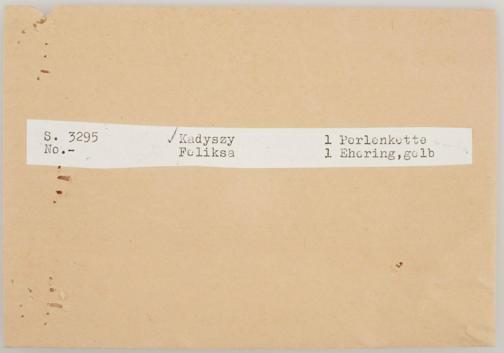 S. 3295 ✓Kadyszy 1 Perlenkette
No.- Feliksa 1 Ehering,gelb